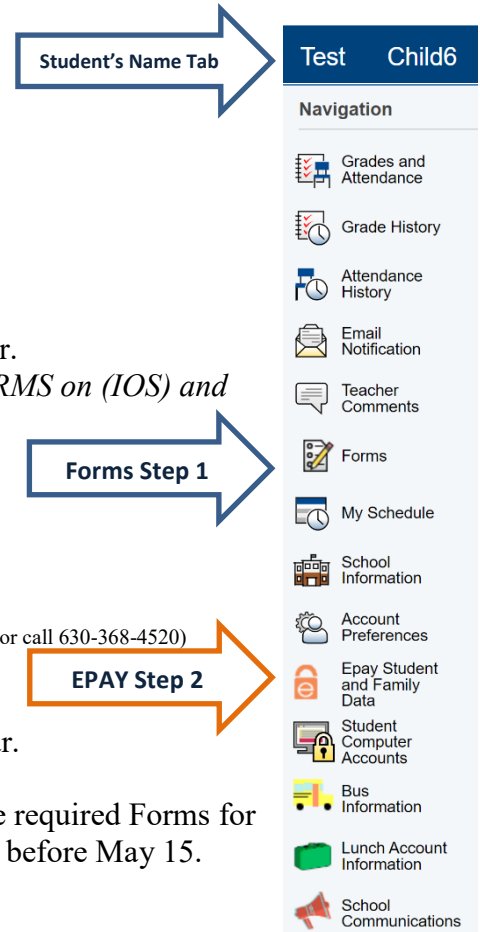 Student's Name Tab
Test Child6
Navigation
Grades and
Attendance
Grade History
Attendance
History
Email
Notification
r.
RMS on (IOS) and
Teacher
Comments
Forms Step 1
Forms
My Schedule
School
Information
or call 630-368-4520)
Account
Preferences
EPAY Step 2
Epay Student
and Family
Data
r.
Student
Computer
Accounts
e required Forms for
before May 15.
Bus
Information
Lunch Account
Information
School
Communications